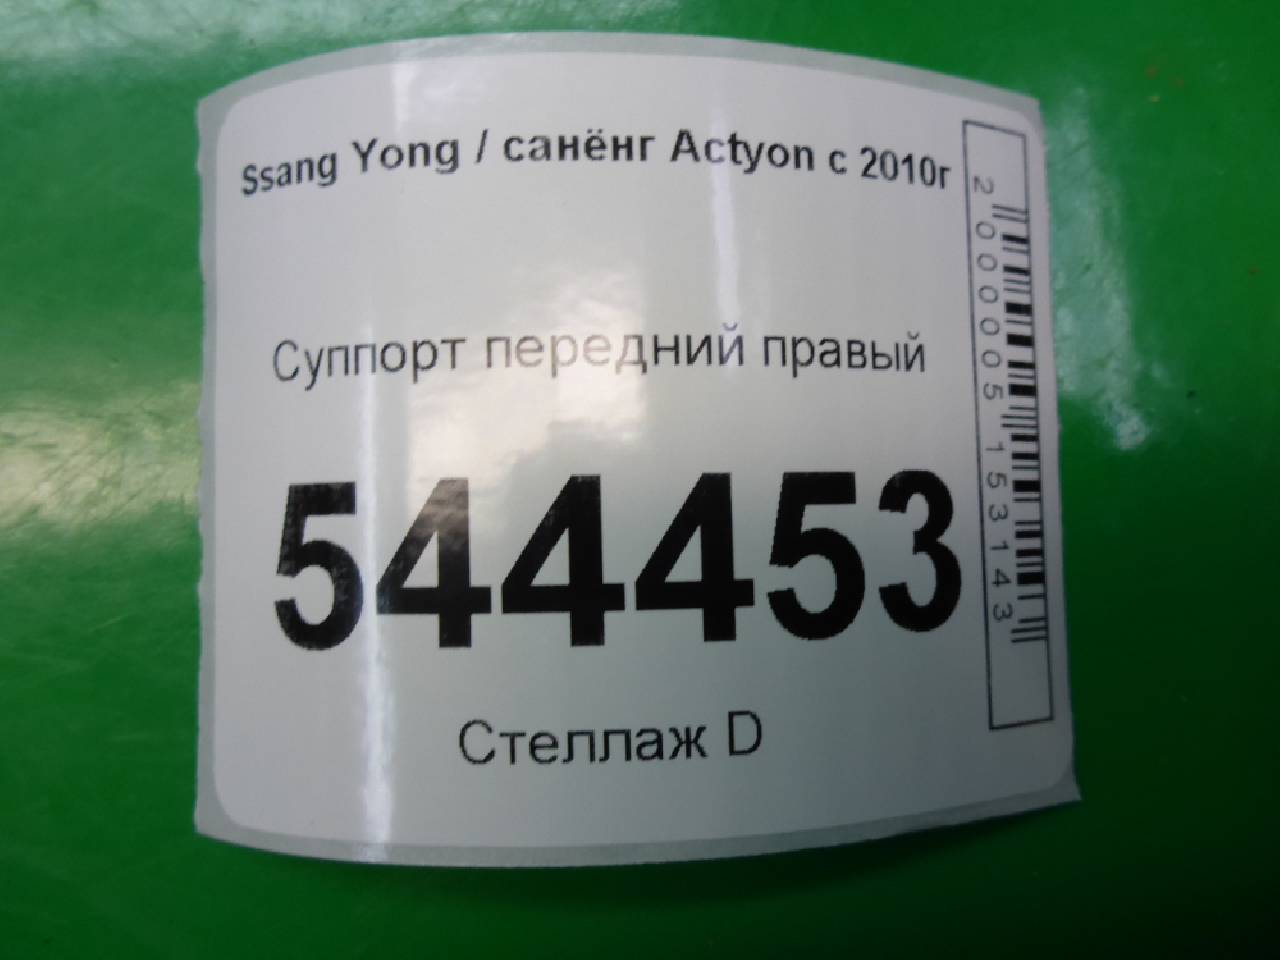 Ssang Yong / санёнг Actyon с 2010г
Суппорт передний правый
544453
Стеллаж D
2000005153143